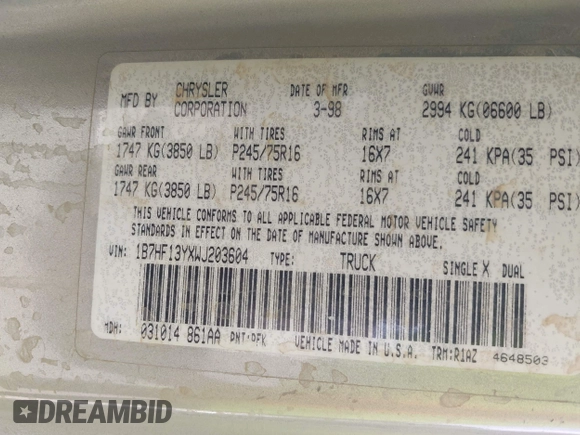 MFD BY CHRYSLER CORPORATION DATE OF MFR 3-98 GVWR 2994 KG(06600 LB)
GAWR FRONT WITH TIRES RIMS AT COLD
1747 KG(3850 LB) P245/75R16 16X7 241 KPA(35 PSI)
GAWR REAR WITH TIRES RIMS AT COLD
1747 KG(3850 LB) P245/75R16 16X7 241 KPA(35 PSI)
THIS VEHICLE CONFORMS TO ALL APPLICABLE FEDERAL MOTOR VEHICLE SAFETY
STANDARDS IN EFFECT ON THE DATE OF MANUFACTURE SHOWN ABOVE.
VIN: 1B7HF13YXWJ203604 TYPE: TRUCK SINGLE X DUAL
MDH: 031014 861AA PNT: VEHICLE MADE IN U.S.A. TRM:R1AZ 4648503
DREAMBID